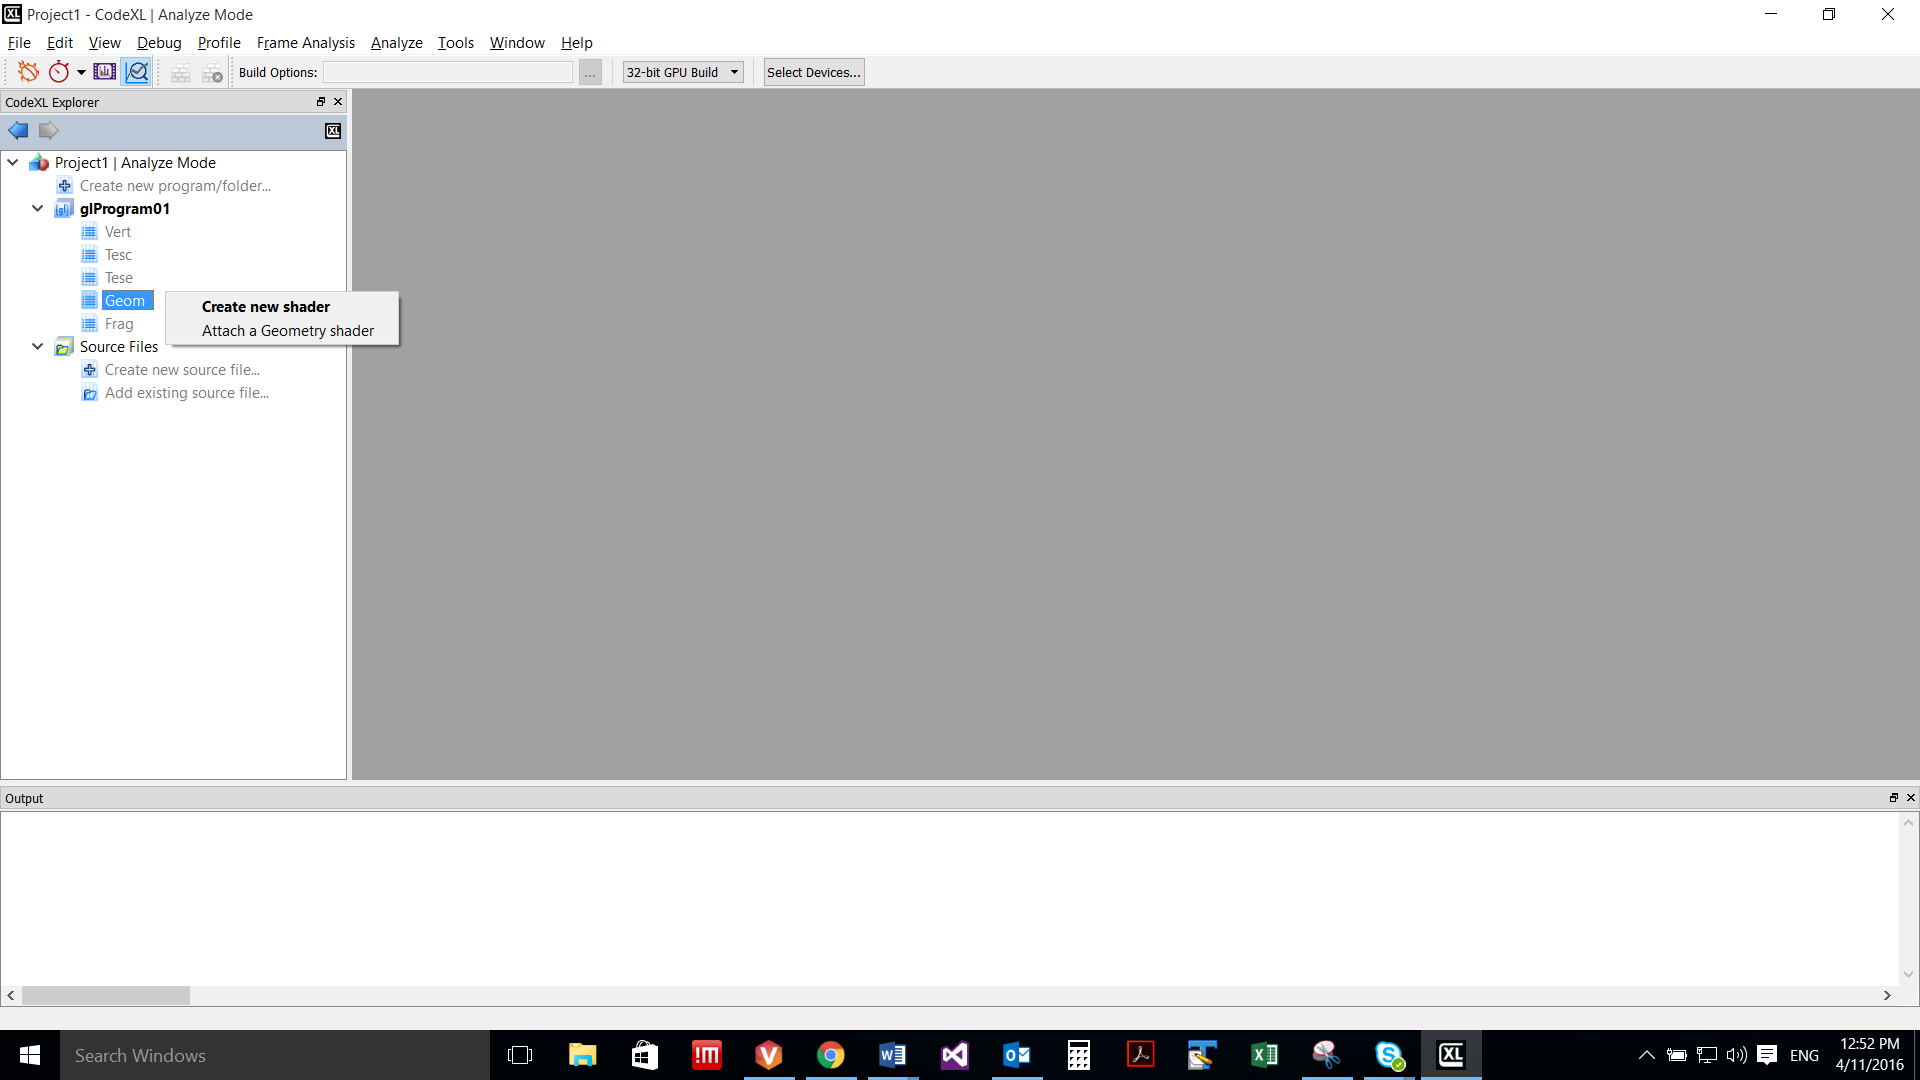 XL Project1 - CodeXL | Analyze Mode
File Edit View Debug Profile Frame Analysis Analyze Tools Window Help
Build Options: ... 32-bit GPU Build Select Devices...
CodeXL Explorer
XL
Project1 | Analyze Mode
Create new program/folder...
glProgram01
Vert
Tesc
Tese
Geom
Create new shader
Frag
Attach a Geometry shader
Source Files
Create new source file...
Add existing source file...
Output
Search Windows
!M
XL
ENG
12:52 PM
4/11/2016